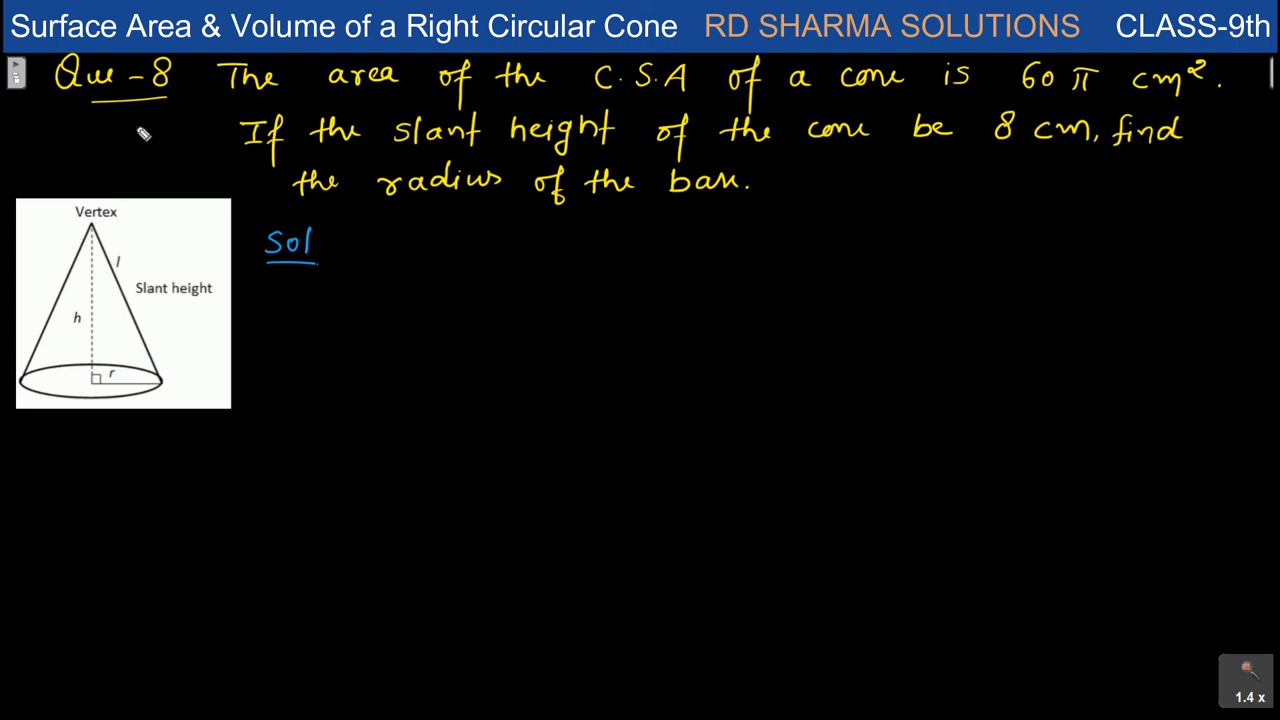 Surface Area & Volume of a Right Circular Cone RD SHARMA SOLUTIONS CLASS-9th
Que - 8 The area of the C.S.A of a cone is 60 π cm².
If the slant height of the cone be 8 cm, find
the radius of the base.
Vertex
Sol
l
Slant height
h
r
1.4 x